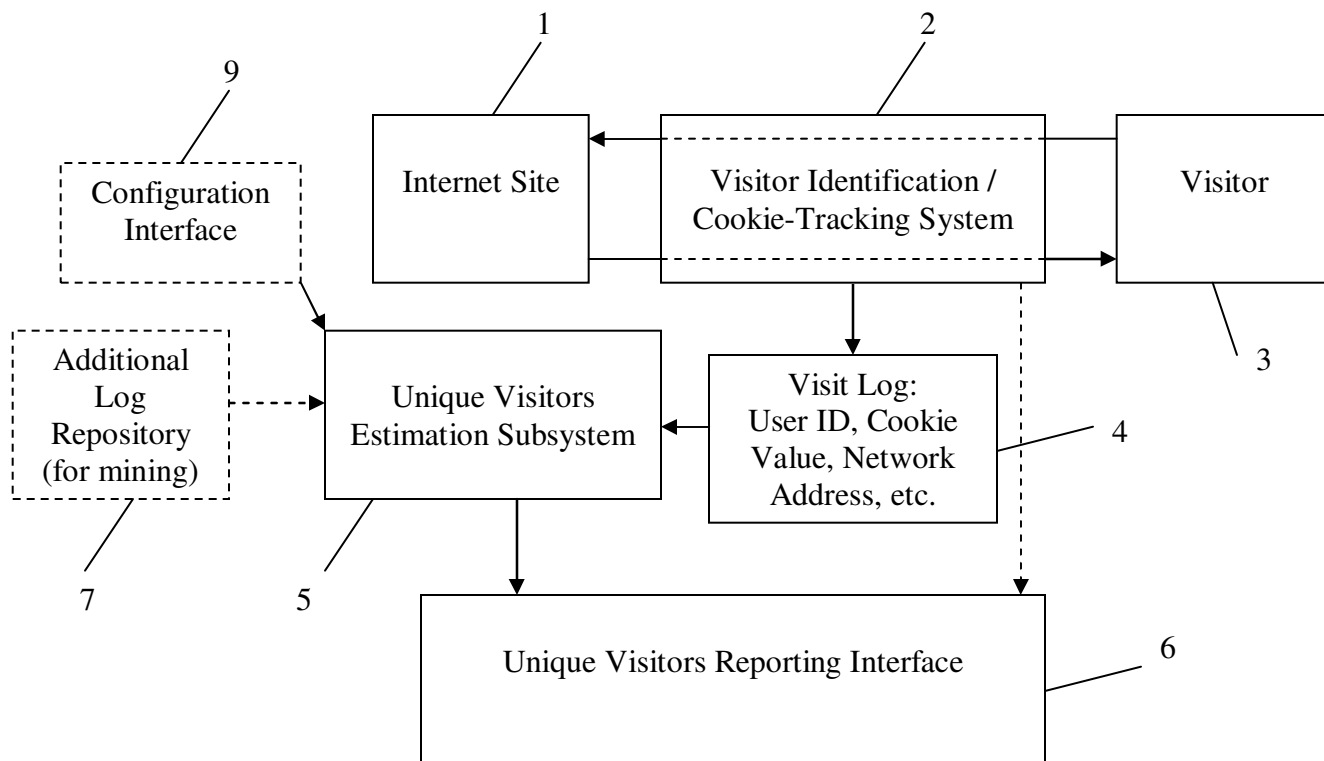 1
2
9
Configuration
Interface
Internet Site
Visitor Identification /
Cookie-Tracking System
Visitor
3
Additional
Log
Repository
(for mining)
Unique Visitors
Estimation Subsystem
Visit Log:
User ID, Cookie
Value, Network
Address, etc.
4
7
5
Unique Visitors Reporting Interface
6